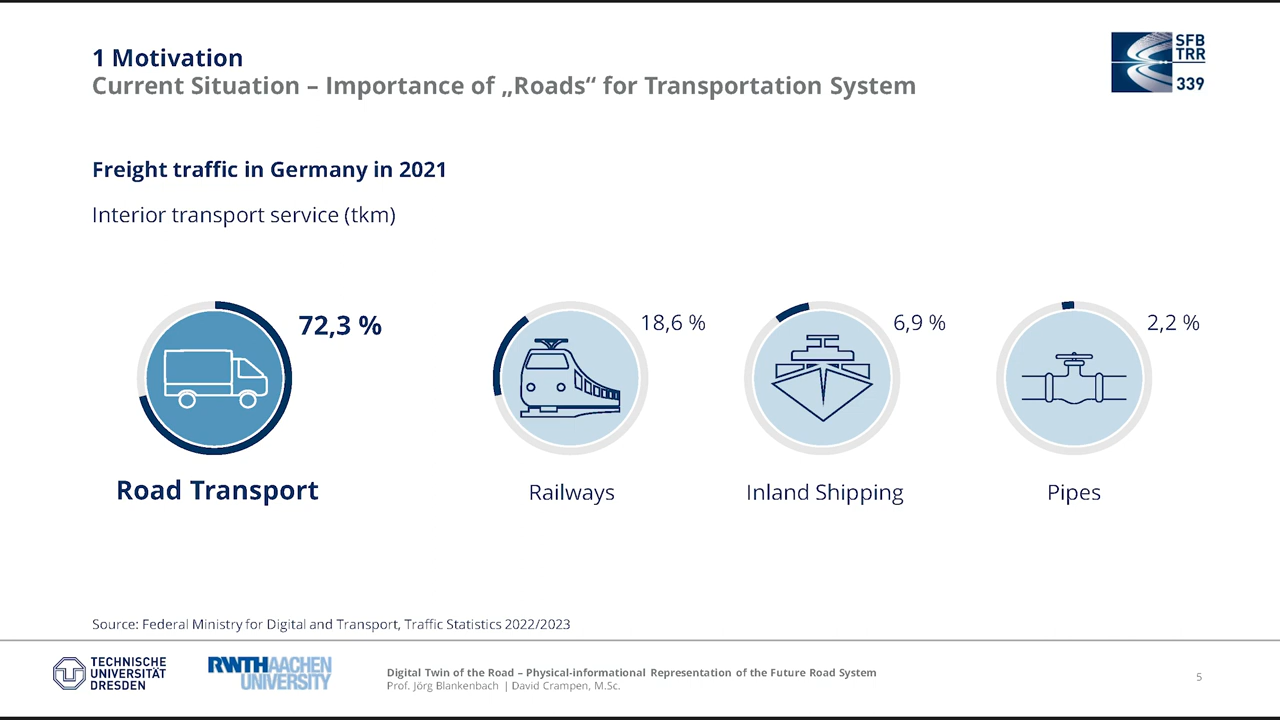 1 Motivation
Current Situation – Importance of „Roads“ for Transportation System
SFB
TRR
339
Freight traffic in Germany in 2021
Interior transport service (tkm)
72,3 %
18,6 %
6,9 %
2,2 %
Road Transport
Railways
Inland Shipping
Pipes
Source: Federal Ministry for Digital and Transport, Traffic Statistics 2022/2023
TECHNISCHE
UNIVERSITÄT
DRESDEN
RWTHAACHEN
UNIVERSITY
Digital Twin of the Road – Physical-informational Representation of the Future Road System
Prof. Jörg Blankenbach | David Crampen, M.Sc.
5